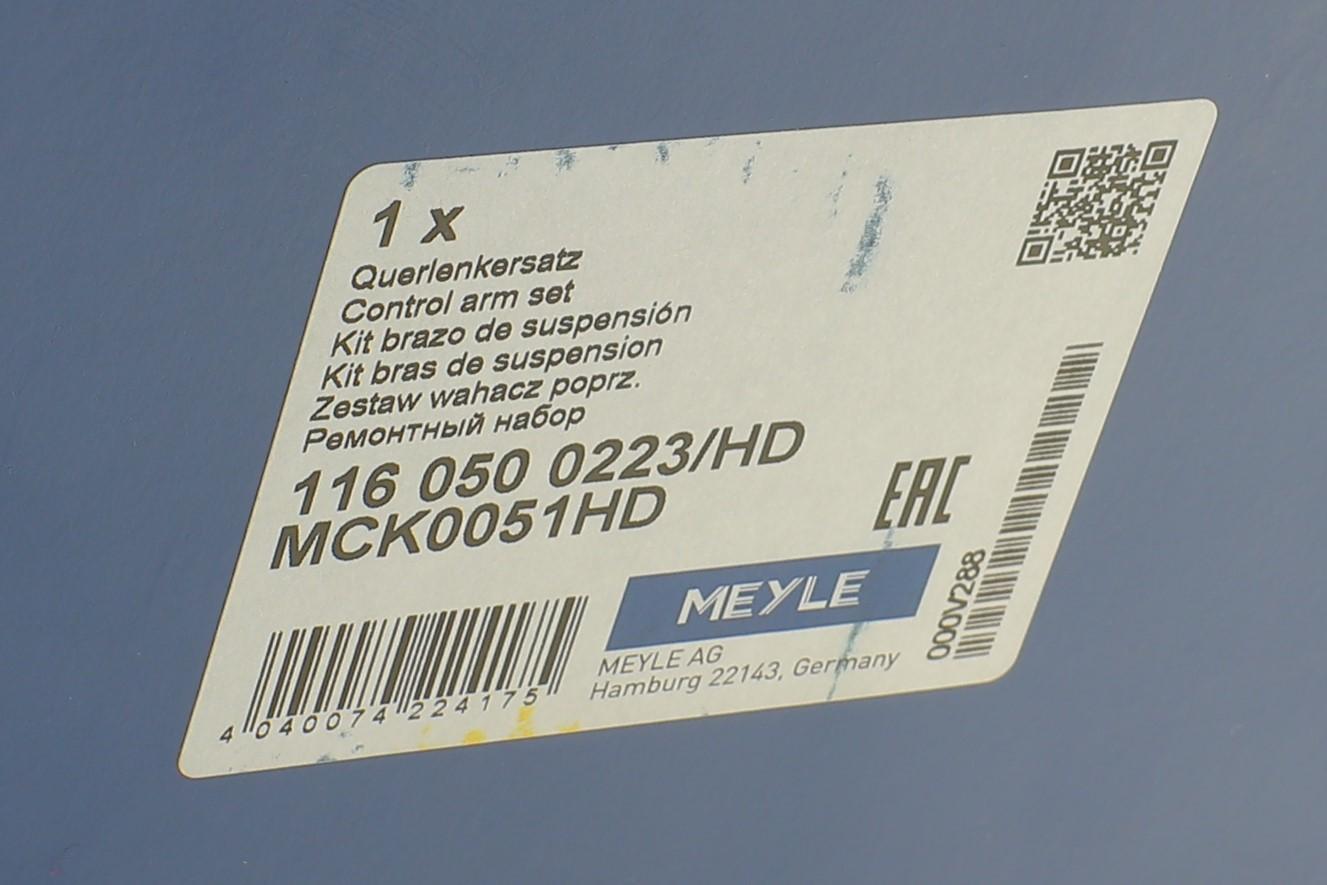 1 x
Querlenkersatz
Control arm set
Kit brazo de suspensión
Kit bras de suspension
Zestaw wahacz poprz.
Ремонтный набор
116 050 0223/HD
MCK0051HD
EAC
MEYLE
MEYLE AG
Hamburg 22143, Germany
4 040074 224175
000V288